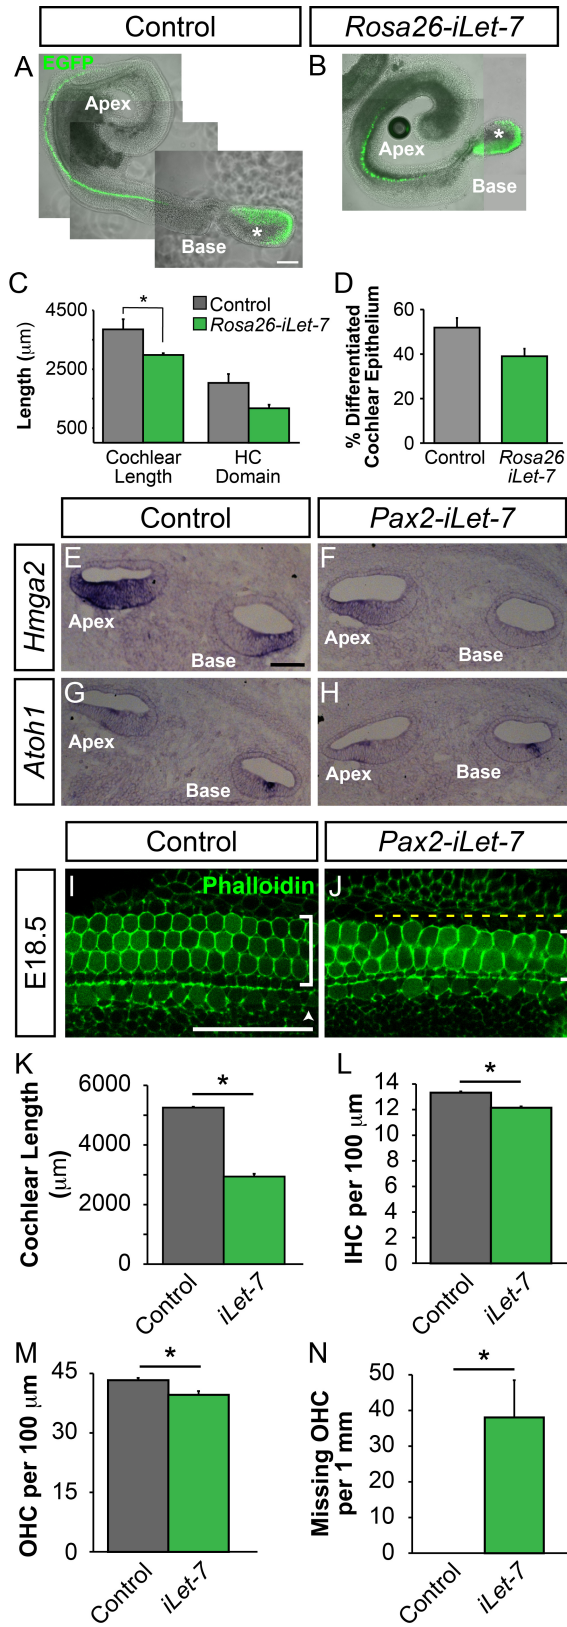 Control
Rosa26-iLet-7
A
EGFP
Apex
Base
*
B
Apex
Base
*
C
Length (µm)
4500
2500
500
*
Control
Rosa26-iLet-7
Cochlear
Length
HC
Domain
D
% Differentiated
Cochlear Epithelium
60
40
20
0
Control
Rosa26
iLet-7
Control
Pax2-iLet-7
Hmga2
E
Apex
Base
F
Apex
Base
Atoh1
G
Apex
Base
H
Apex
Base
Control
Pax2-iLet-7
E18.5
I
Phalloidin
J
K
Cochlear Length
(µm)
6000
4000
2000
0
*
Control
iLet-7
L
IHC per 100 µm
14
12
10
8
6
4
2
0
*
Control
iLet-7
M
OHC per 100 µm
45
30
15
0
*
Control
iLet-7
N
Missing OHC
per 1 mm
50
40
30
20
10
0
*
Control
iLet-7